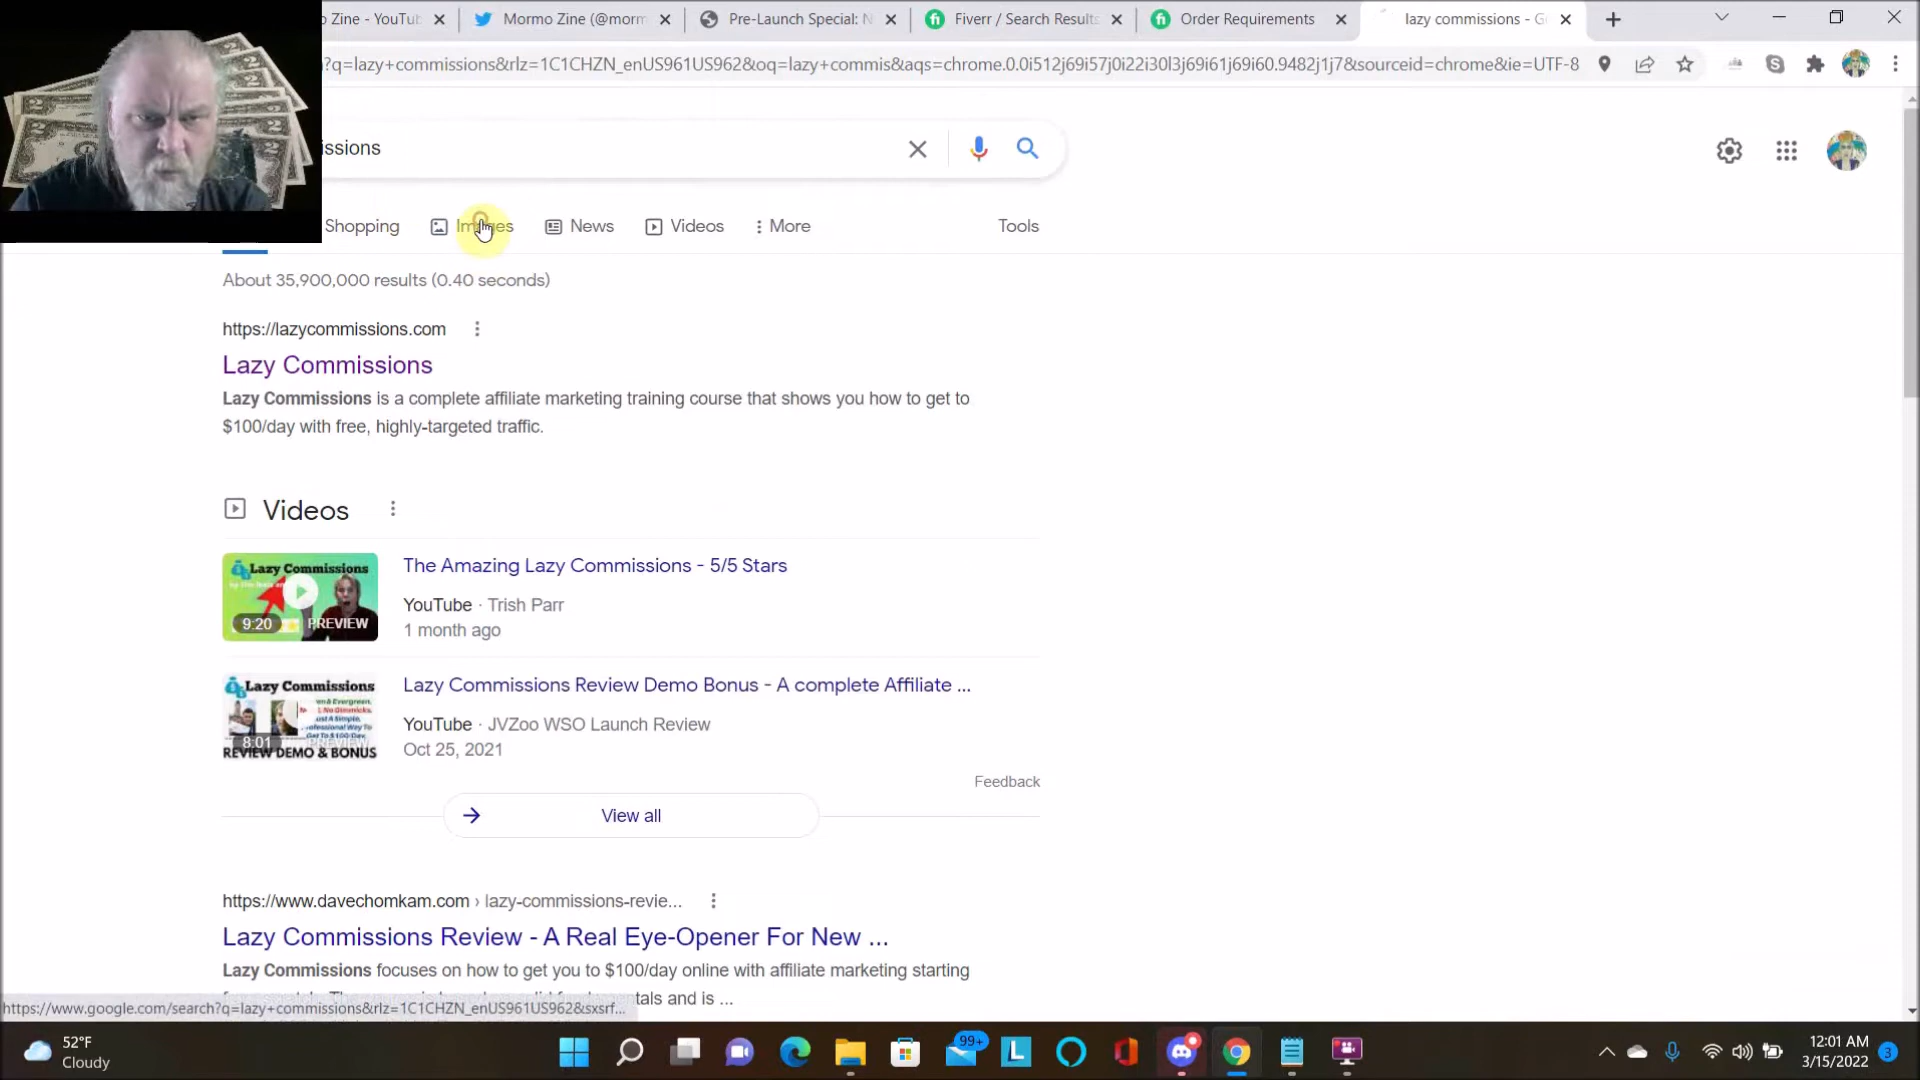 Zine - YouTub
Mormo Zine (@morm
Pre-Launch Special: N
Fiverr / Search Results
Order Requirements
lazy commissions - G
?q=lazy+commissions&rlz=1C1CHZN_enUS961US962&oq=lazy+commis&aqs=chrome.0.0i512j69i57j0i22i30l3j69i61j69i60.9482j1j7&sourceid=chrome&ie=UTF-8
issions
Shopping
Images
News
Videos
More
Tools
About 35,900,000 results (0.40 seconds)
https://lazycommissions.com
Lazy Commissions
Lazy Commissions is a complete affiliate marketing training course that shows you how to get to
$100/day with free, highly-targeted traffic.
Videos
Lazy Commissions
9:20
PREVIEW
The Amazing Lazy Commissions - 5/5 Stars
YouTube · Trish Parr
1 month ago
Lazy Commissions
8:01
REVIEW DEMO & BONUS
Lazy Commissions Review Demo Bonus - A complete Affiliate ...
YouTube · JVZoo WSO Launch Review
Oct 25, 2021
Feedback
View all
https://www.davechomkam.com › lazy-commissions-revie...
Lazy Commissions Review - A Real Eye-Opener For New ...
Lazy Commissions focuses on how to get you to $100/day online with affiliate marketing starting
tals and is ...
https://www.google.com/search?q=lazy+commissions&rlz=1C1CHZN_enUS961US962&sxsrf...
52°F
Cloudy
99+
12:01 AM
3/15/2022
3